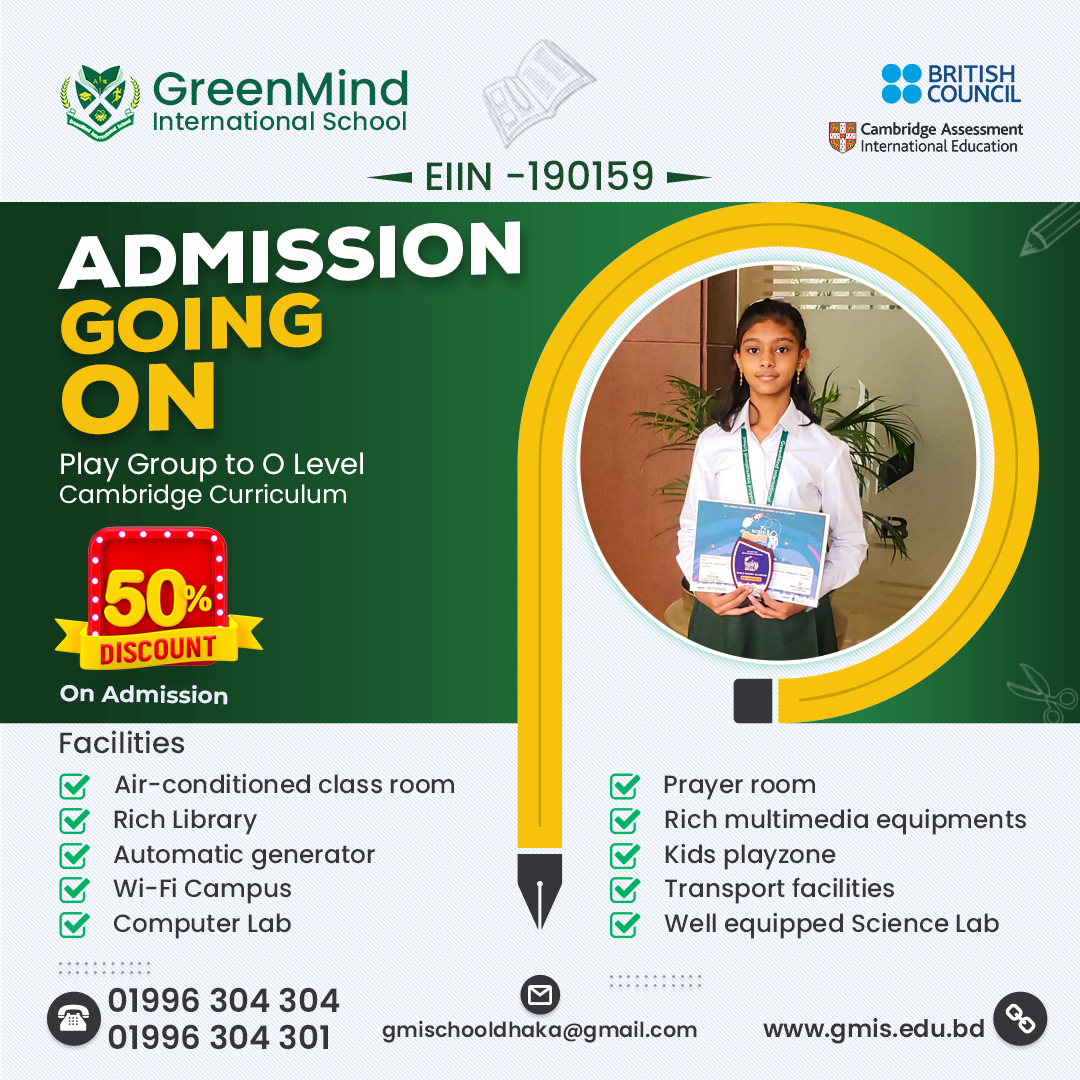 GreenMind
International School
BRITISH
COUNCIL
Cambridge Assessment
International Education
EIIN -190159
ADMISSION
GOING
ON
Play Group to O Level
Cambridge Curriculum
50%
DISCOUNT
On Admission
Facilities
Air-conditioned class room
Rich Library
Automatic generator
Wi-Fi Campus
Computer Lab
Prayer room
Rich multimedia equipments
Kids playzone
Transport facilities
Well equipped Science Lab
01996 304 304
01996 304 301
gmischooldhaka@gmail.com
www.gmis.edu.bd